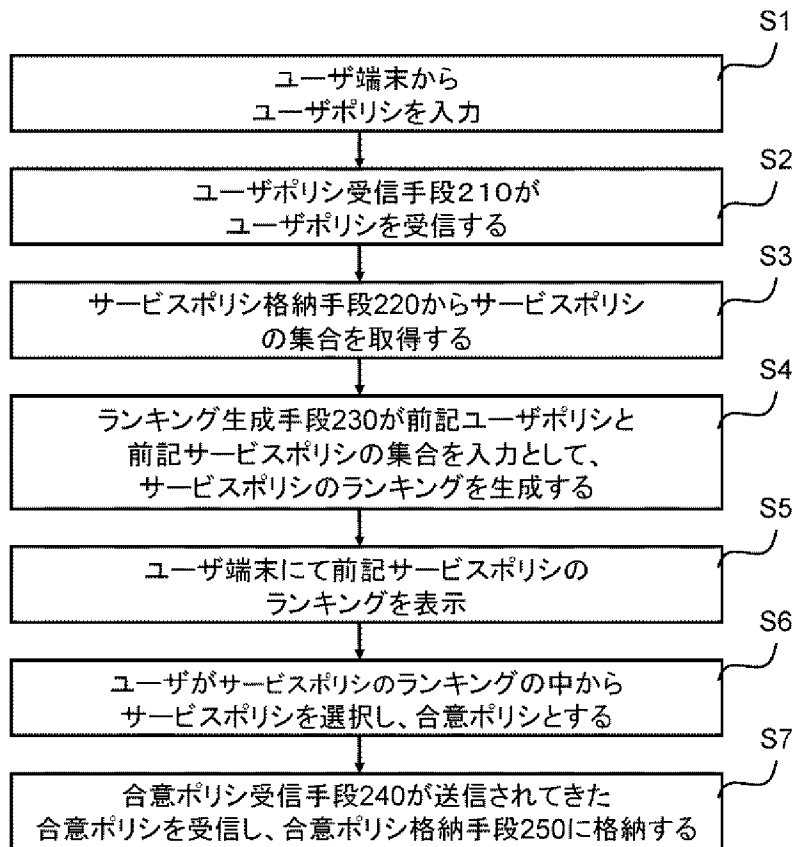 S1
ユーザ端末から
ユーザポリシを入力
S2
ユーザポリシ受信手段２１０が
ユーザポリシを受信する
S3
サービスポリシ格納手段220からサービスポリシ
の集合を取得する
S4
ランキング生成手段230が前記ユーザポリシと
前記サービスポリシの集合を入力として、
サービスポリシのランキングを生成する
S5
ユーザ端末にて前記サービスポリシの
ランキングを表示
S6
ユーザがサービスポリシのランキングの中から
サービスポリシを選択し、合意ポリシとする
S7
合意ポリシ受信手段240が送信されてきた
合意ポリシを受信し、合意ポリシ格納手段250に格納する